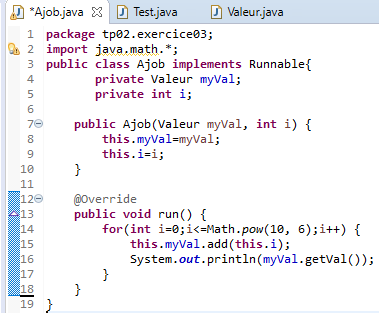 *Ajob.java Test.java Valeur.java
1 package tp02.exercice03;
2 import java.math.*;
3 public class Ajob implements Runnable{
4 private Valeur myVal;
5 private int i;
6
7 public Ajob(Valeur myVal, int i) {
8 this.myVal=myVal;
9 this.i=i;
10 }
11
12 @Override
13 public void run() {
14 for(int i=0;i<=Math.pow(10, 6);i++) {
15 this.myVal.add(this.i);
16 System.out.println(myVal.getVal());
17 }
18 }
19 }